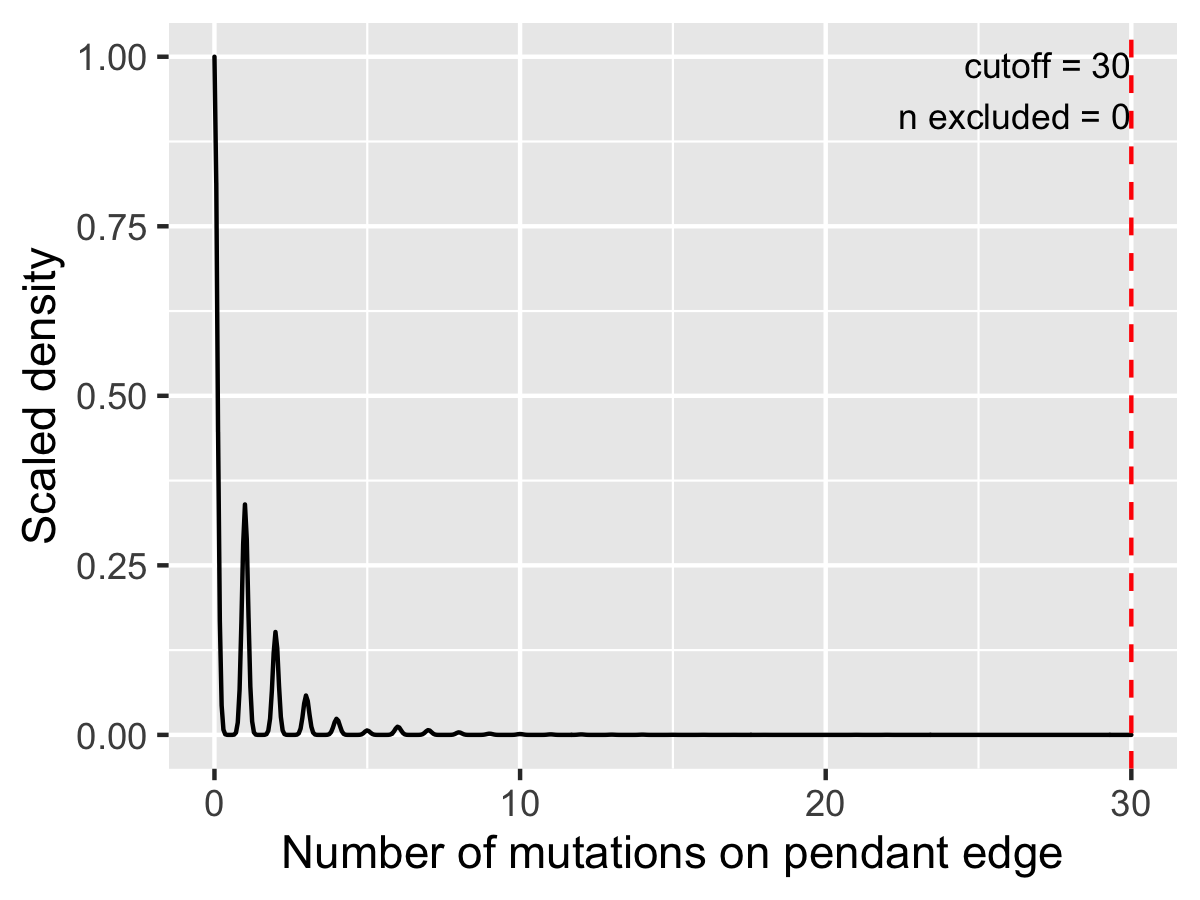 1.00
0.75
0.50
0.25
0.00
Scaled density
cutoff = 30
n excluded = 0
0
10
20
30
Number of mutations on pendant edge